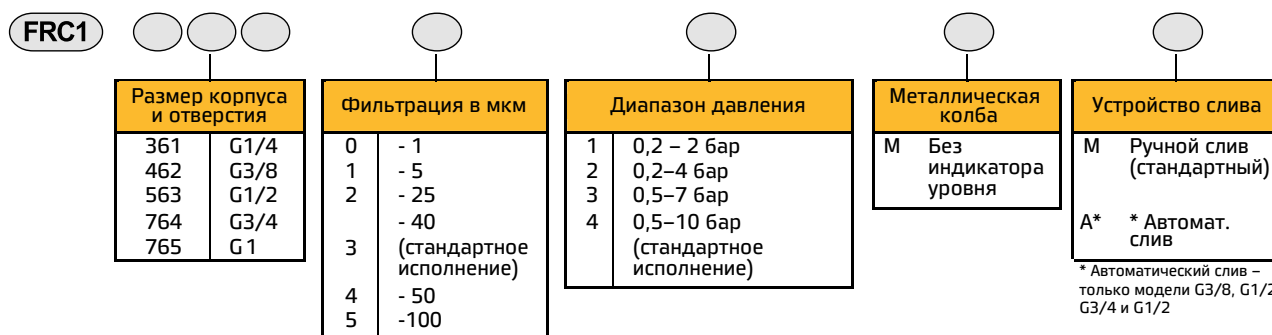 FRC1
Размер корпуса
и отверстия
361 G1/4
462 G3/8
563 G1/2
764 G3/4
765 G1
Фильтрация в мкм
0 - 1
1 - 5
2 - 25
- 40
3 (стандартное
исполнение)
4 - 50
5 -100
Диапазон давления
1 0,2 – 2 бар
2 0,2–4 бар
3 0,5–7 бар
4 0,5–10 бар
(стандартное
исполнение)
Металлическая
колба
M Без
индикатора
уровня
Устройство слива
M Ручной слив
(стандартный)
A* * Автомат.
слив
* Автоматический слив –
только модели G3/8, G1/2
G3/4 и G1/2